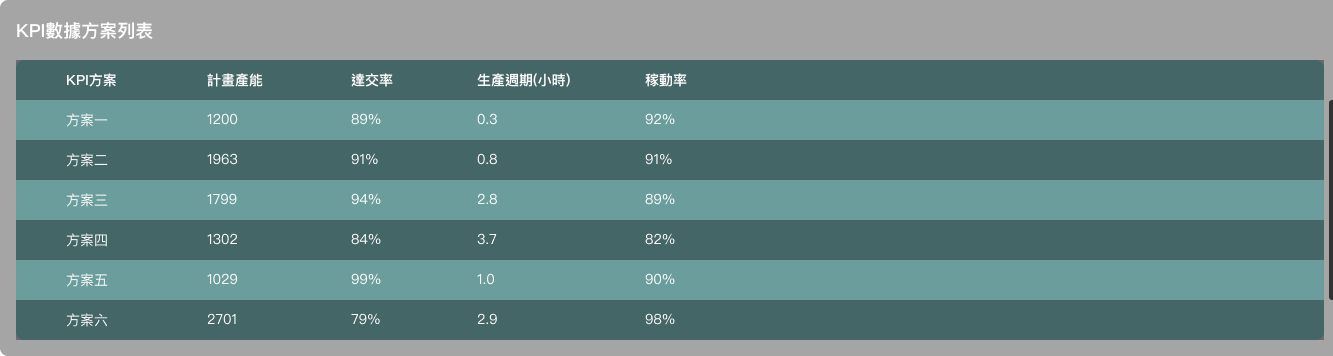 KPI數據方案列表
KPI方案 計畫產能 達交率 生產週期(小時) 稼動率
方案一 1200 89% 0.3 92%
方案二 1963 91% 0.8 91%
方案三 1799 94% 2.8 89%
方案四 1302 84% 3.7 82%
方案五 1029 99% 1.0 90%
方案六 2701 79% 2.9 98%